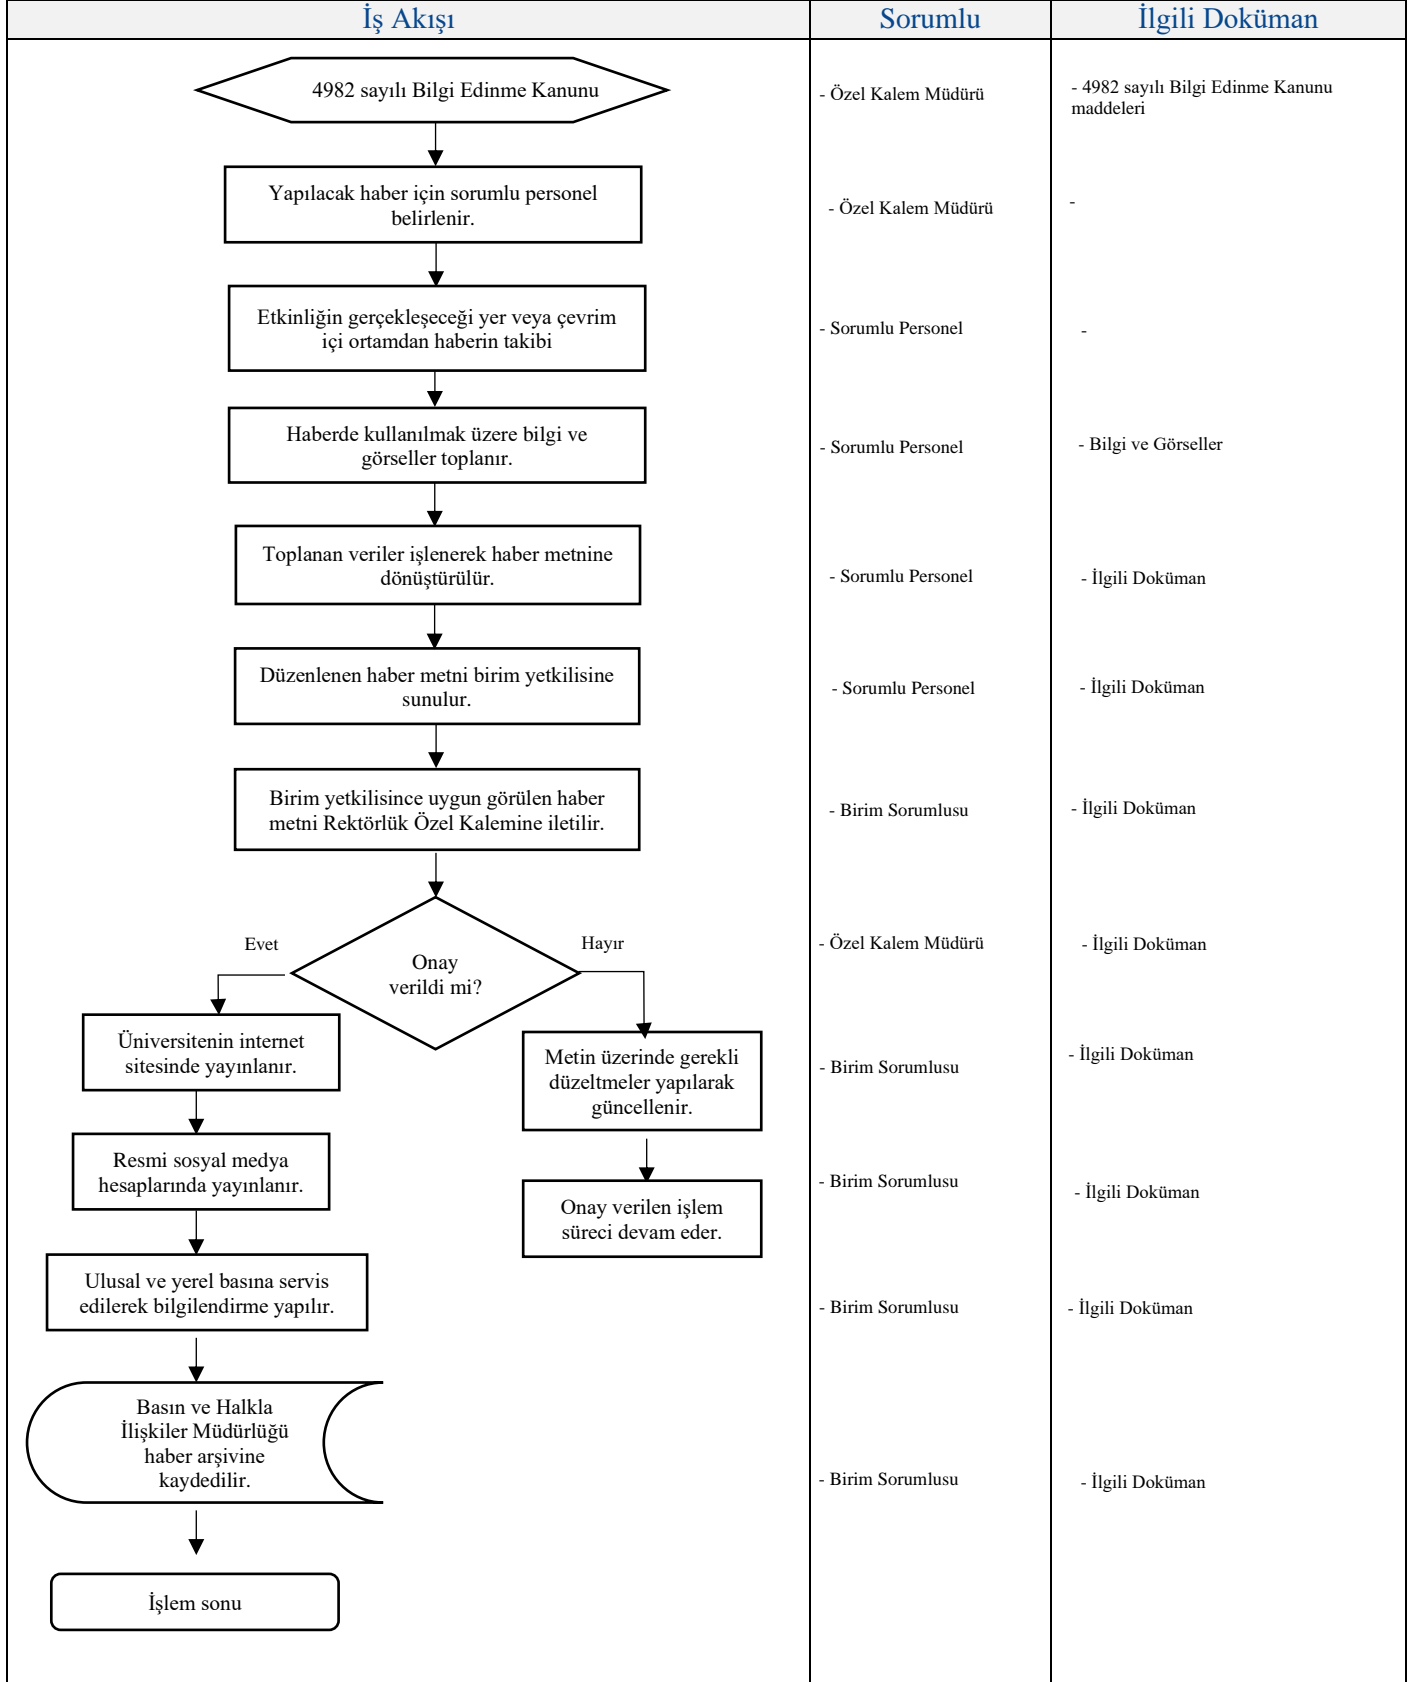 İş Akışı
Sorumlu
İlgili Doküman
4982 sayılı Bilgi Edinme Kanunu
- Özel Kalem Müdürü
- 4982 sayılı Bilgi Edinme Kanunu
maddeleri
Yapılacak haber için sorumlu personel
belirlenir.
- Özel Kalem Müdürü
-
Etkinliğin gerçekleşeceği yer veya çevrim
içi ortamdan haberin takibi
- Sorumlu Personel
-
Haberde kullanılmak üzere bilgi ve
görseller toplanır.
- Sorumlu Personel
- Bilgi ve Görseller
Toplanan veriler işlenerek haber metnine
dönüştürülür.
- Sorumlu Personel
- İlgili Doküman
Düzenlenen haber metni birim yetkilisine
sunulur.
- Sorumlu Personel
- İlgili Doküman
Birim yetkilisince uygun görülen haber
metni Rektörlük Özel Kalemine iletilir.
- Birim Sorumlusu
- İlgili Doküman
Evet
Hayır
Onay
verildi mi?
- Özel Kalem Müdürü
- İlgili Doküman
Üniversitenin internet
sitesinde yayınlanır.
Metin üzerinde gerekli
düzeltmeler yapılarak
güncellenir.
- Birim Sorumlusu
- İlgili Doküman
Resmi sosyal medya
hesaplarında yayınlanır.
Onay verilen işlem
süreci devam eder.
- Birim Sorumlusu
- İlgili Doküman
Ulusal ve yerel basına servis
edilerek bilgilendirme yapılır.
- Birim Sorumlusu
- İlgili Doküman
Basın ve Halkla
İlişkiler Müdürlüğü
haber arşivine
kaydedilir.
- Birim Sorumlusu
- İlgili Doküman
İşlem sonu